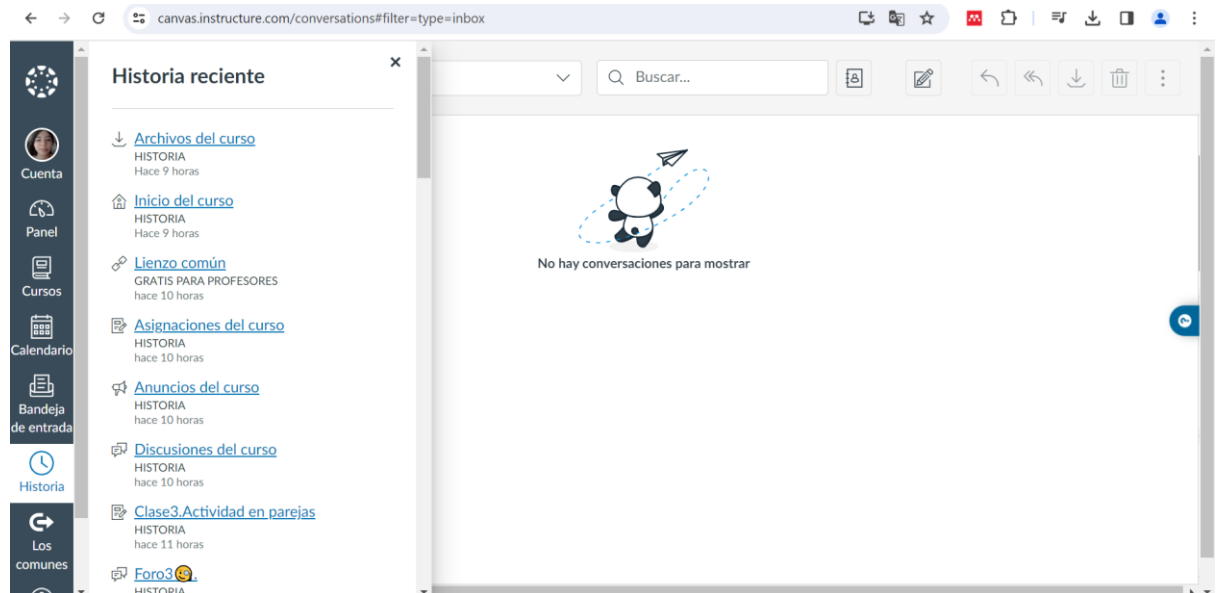 canvas.instructure.com/conversations#filter=type=inbox
Cuenta
Panel
Cursos
Calendario
Bandeja
de entrada
Historia
Los
comunes
Historia reciente
Archivos del curso
HISTORIA
Hace 9 horas
Inicio del curso
HISTORIA
Hace 9 horas
Lienzo común
GRATIS PARA PROFESORES
hace 10 horas
Asignaciones del curso
HISTORIA
hace 10 horas
Anuncios del curso
HISTORIA
hace 10 horas
Discusiones del curso
HISTORIA
hace 10 horas
Clase3.Actividad en parejas
HISTORIA
hace 11 horas
Foro3🧐.
HISTORIA
Buscar...
No hay conversaciones para mostrar